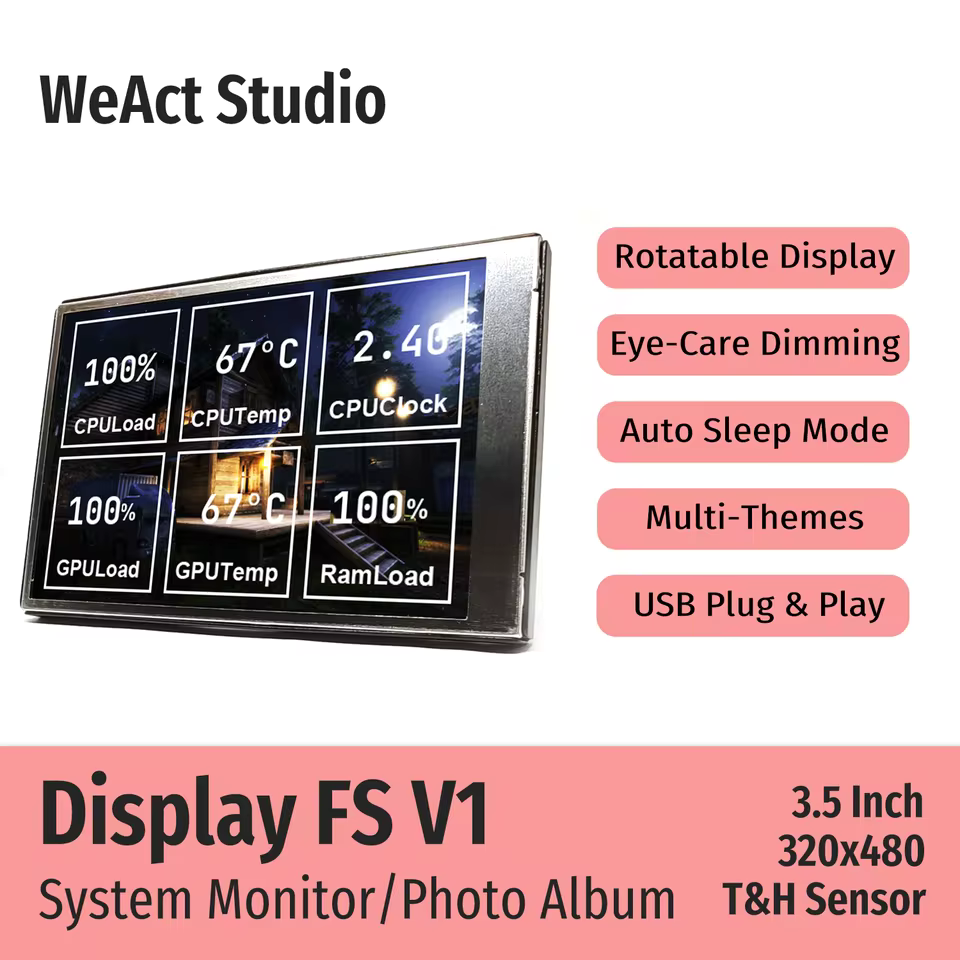 WeAct Studio
Rotatable Display
Eye-Care Dimming
Auto Sleep Mode
Multi-Themes
USB Plug & Play
100%
CPULoad
67°C
CPUTemp
2.40
CPUClock
100%
GPULoad
67°C
GPUTemp
100%
RamLoad
Display FS V1
System Monitor/Photo Album
3.5 Inch
320x480
T&H Sensor